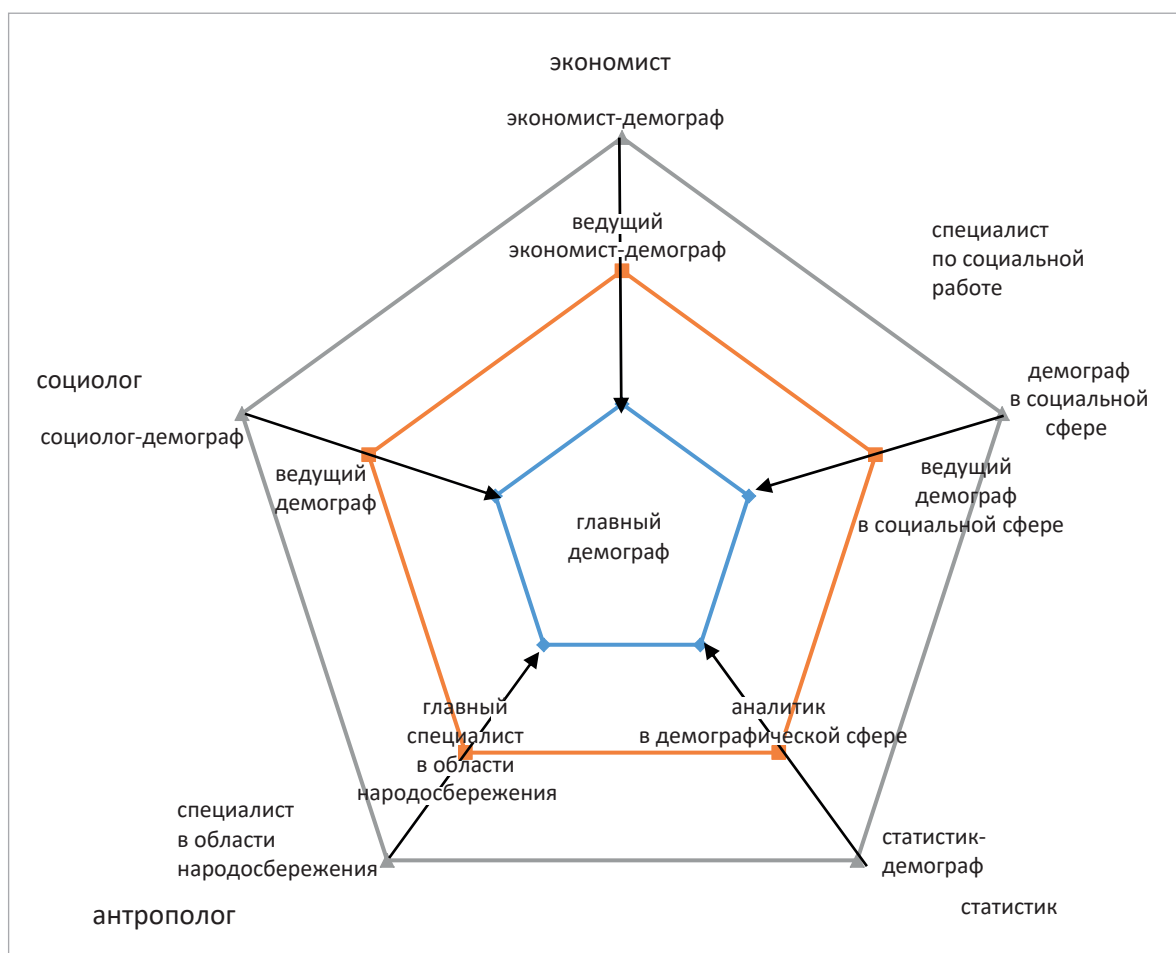 экономист
экономист-демограф
ведущий
экономист-демограф
специалист
по социальной
работе
социолог
социолог-демограф
демограф
в социальной
сфере
ведущий
демограф
ведущий
демограф
в социальной сфере
главный
демограф
главный
специалист
в области
народосбережения
аналитик
в демографической сфере
специалист
в области
народосбережения
статистик-
демограф
антрополог
статистик